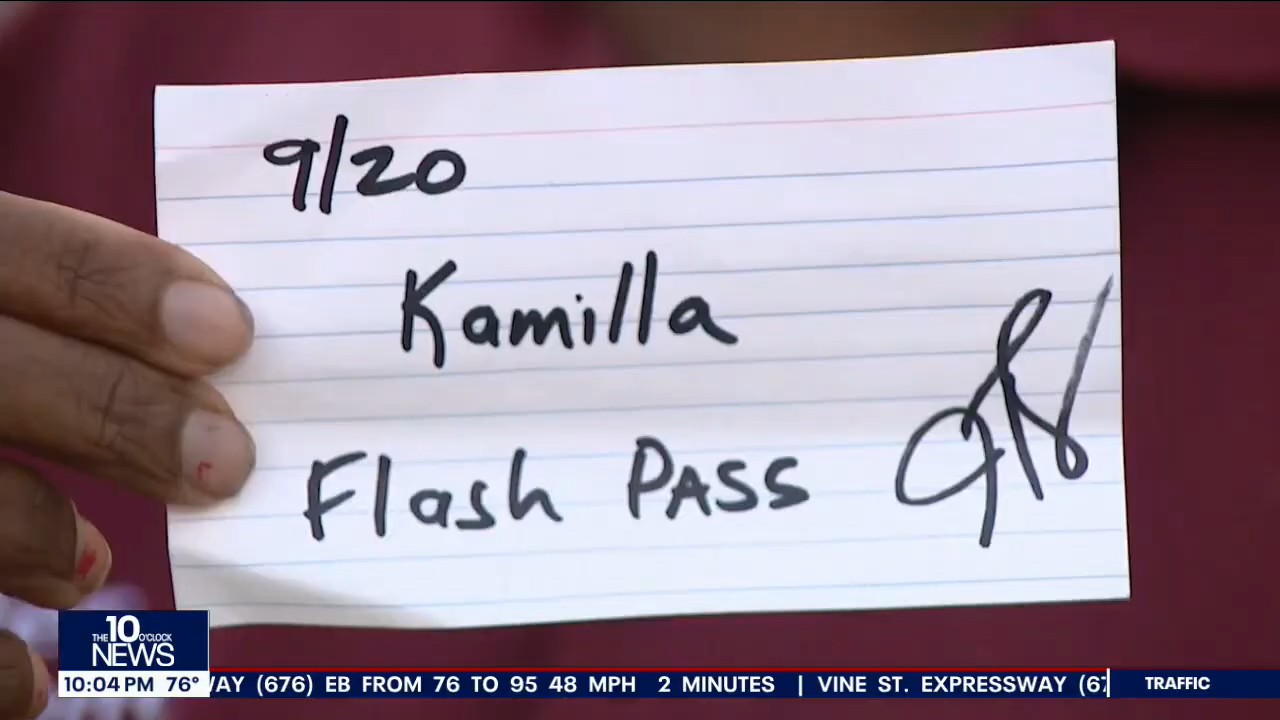 9/20
Kamilla
Flash PASS
THE 10 O'CLOCK
NEWS
10:04 PM 76° WAY (676) EB FROM 76 TO 95 48 MPH 2 MINUTES | VINE ST. EXPRESSWAY (67 TRAFFIC